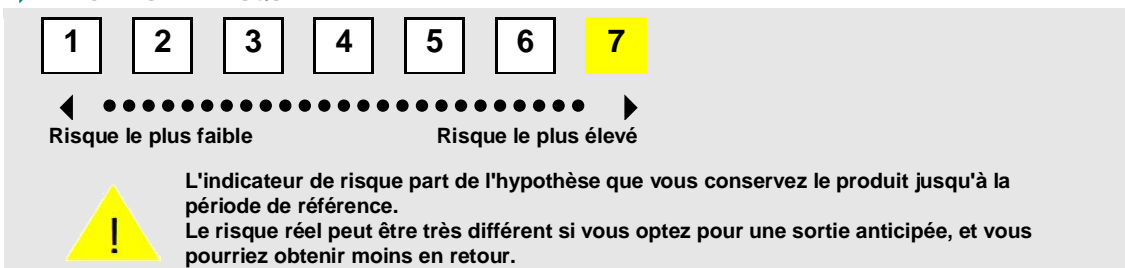 1 2 3 4 5 6 7
Risque le plus faible Risque le plus élevé
L'indicateur de risque part de l'hypothèse que vous conservez le produit jusqu'à la
période de référence.
Le risque réel peut être très différent si vous optez pour une sortie anticipée, et vous
pourriez obtenir moins en retour.
!